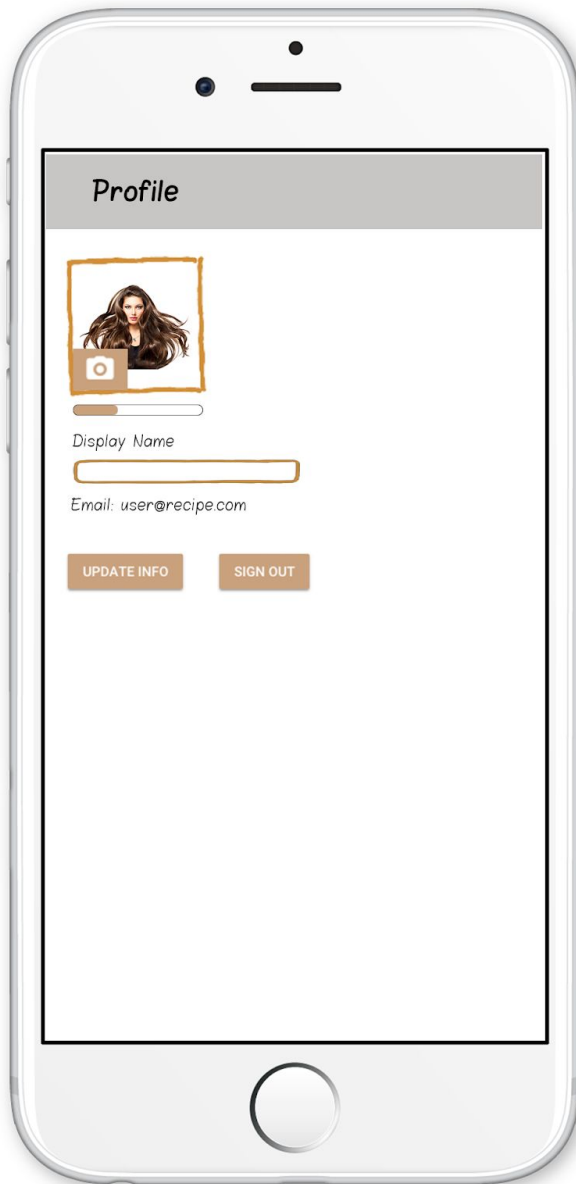 Profile
Display Name
Email: user@recipe.com
UPDATE INFO SIGN OUT